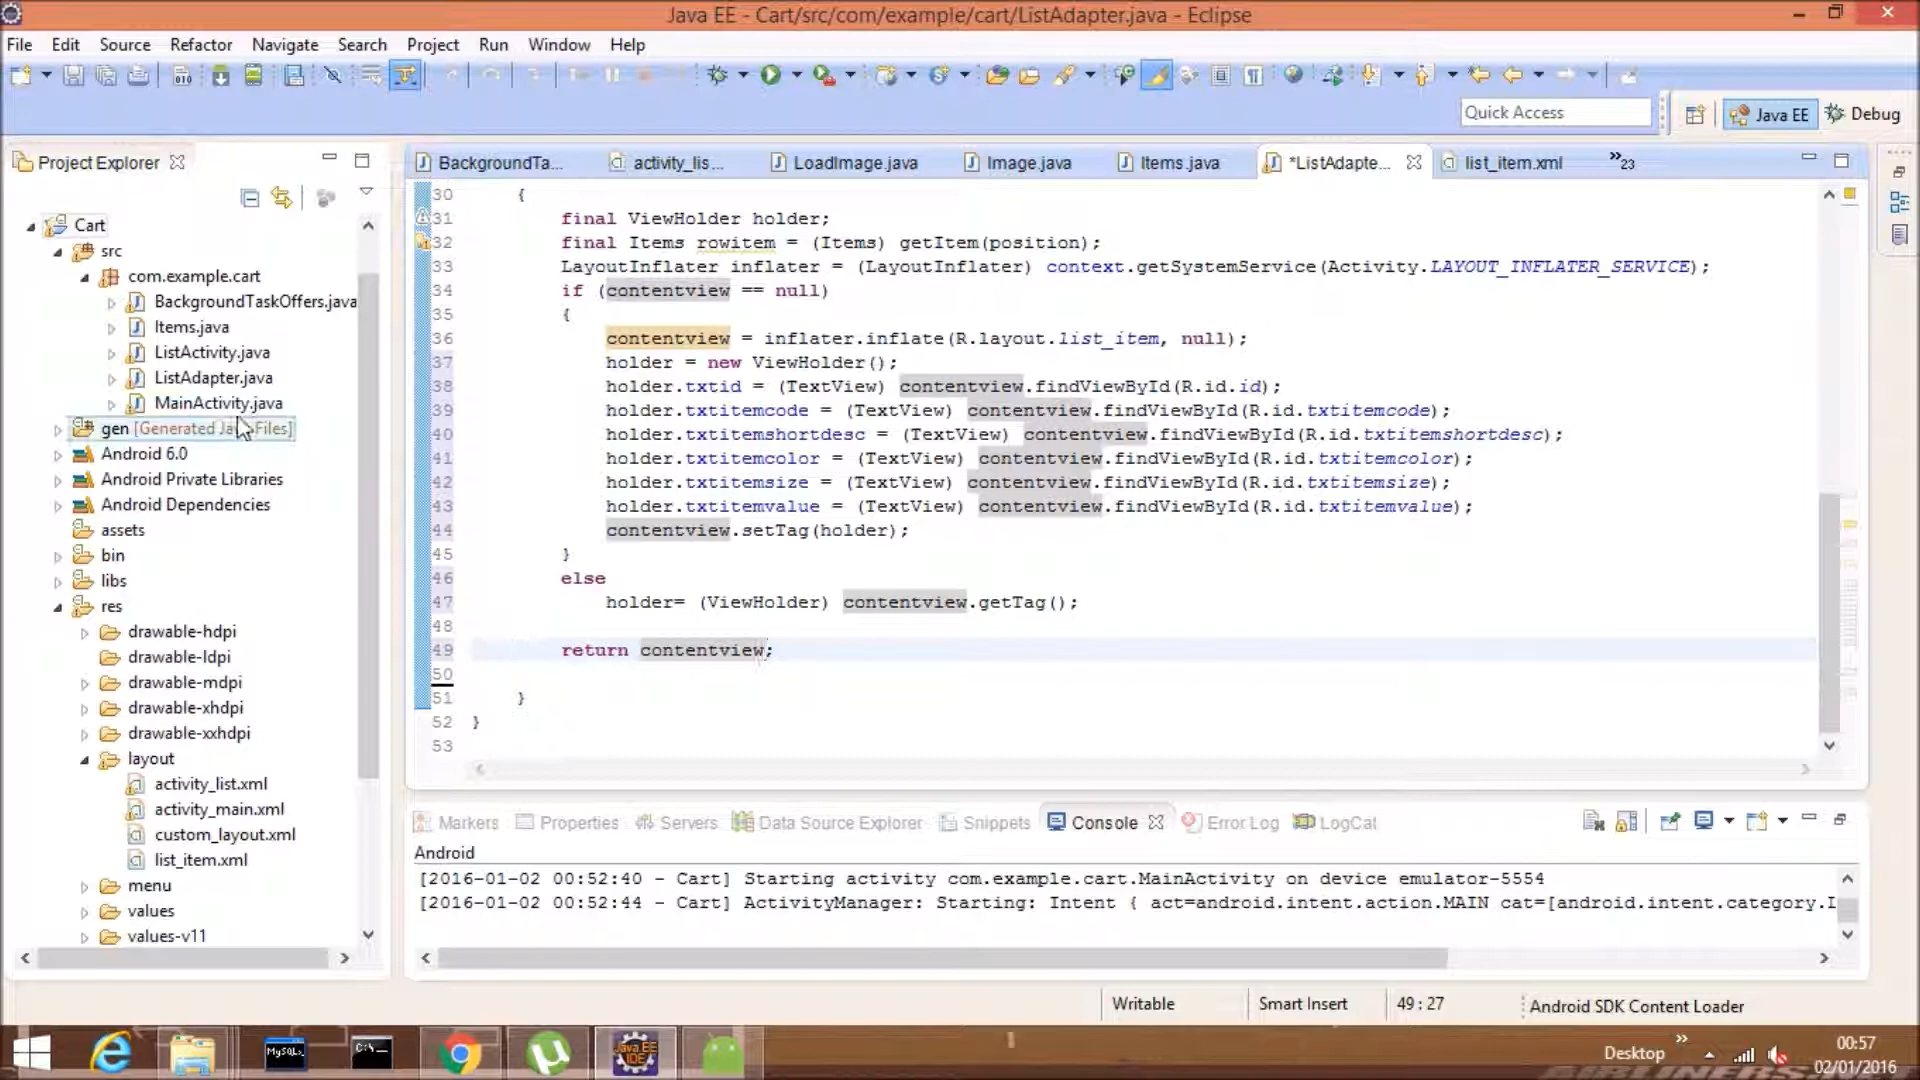 Java EE - Cart/src/com/example/cart/ListAdapter.java - Eclipse
File Edit Source Refactor Navigate Search Project Run Window Help
Quick Access
Java EE
Debug
Project Explorer
Cart
src
com.example.cart
BackgroundTaskOffers.java
Items.java
ListActivity.java
ListAdapter.java
MainActivity.java
gen [Generated Java Files]
Android 6.0
Android Private Libraries
Android Dependencies
assets
bin
libs
res
drawable-hdpi
drawable-ldpi
drawable-mdpi
drawable-xhdpi
drawable-xxhdpi
layout
activity_list.xml
activity_main.xml
custom_layout.xml
list_item.xml
menu
values
values-v11
BackgroundTa... activity_lis... LoadImage.java Image.java Items.java *ListAdapte... list_item.xml »23
30 {
31 final ViewHolder holder;
32 final Items rowitem = (Items) getItem(position);
33 LayoutInflater inflater = (LayoutInflater) context.getSystemService(Activity.LAYOUT_INFLATER_SERVICE);
34 if (contentview == null)
35 {
36 contentview = inflater.inflate(R.layout.list_item, null);
37 holder = new ViewHolder();
38 holder.txtid = (TextView) contentview.findViewById(R.id.id);
39 holder.txtitemcode = (TextView) contentview.findViewById(R.id.txtitemcode);
40 holder.txtitemshortdesc = (TextView) contentview.findViewById(R.id.txtitemshortdesc);
41 holder.txtitemcolor = (TextView) contentview.findViewById(R.id.txtitemcolor);
42 holder.txtitemsize = (TextView) contentview.findViewById(R.id.txtitemsize);
43 holder.txtitemvalue = (TextView) contentview.findViewById(R.id.txtitemvalue);
44 contentview.setTag(holder);
45 }
46 else
47 holder= (ViewHolder) contentview.getTag();
48
49 return contentview;
50
51 }
52 }
53
Markers Properties Servers Data Source Explorer Snippets Console Error Log LogCat
Android
[2016-01-02 00:52:40 - Cart] Starting activity com.example.cart.MainActivity on device emulator-5554
[2016-01-02 00:52:44 - Cart] ActivityManager: Starting: Intent { act=android.intent.action.MAIN cat=[android.intent.category.I
Writable
Smart Insert
49 : 27
Android SDK Content Loader
MySQL
C:\_
Java EE
IDE
Desktop
»
00:57
02/01/2016